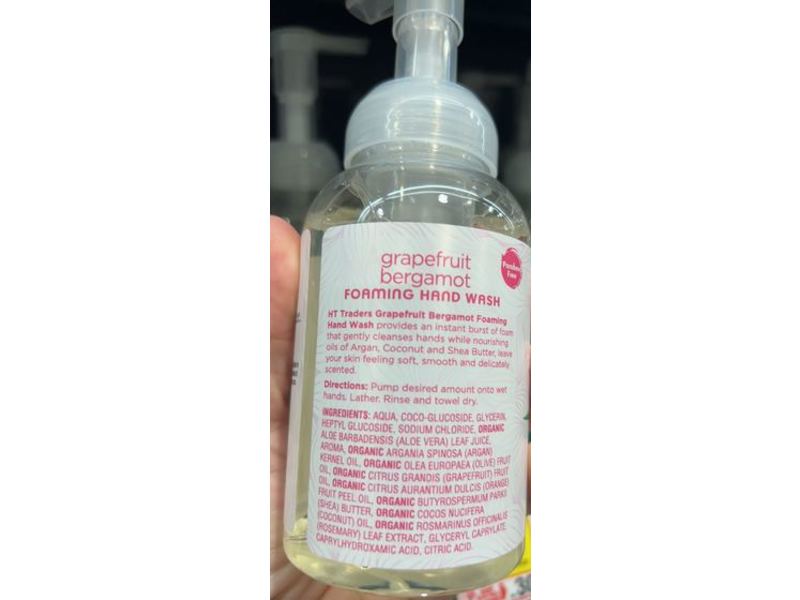 grapefruit
bergamot
FOAMING HAND WASH
Paraben
Free
HT Traders Grapefruit Bergamot Foaming
Hand Wash provides an instant burst of foam
that gently cleanses hands while nourishing
oils of Argan, Coconut and Shea Butter, leave
your skin feeling soft, smooth and delicately
scented.
Directions: Pump desired amount onto wet
hands. Lather. Rinse and towel dry.
INGREDIENTS: AQUA, COCO-GLUCOSIDE, GLYCERIN,
HEPTYL GLUCOSIDE, SODIUM CHLORIDE, ORGANIC
ALOE BARBADENSIS (ALOE VERA) LEAF JUICE,
AROMA, ORGANIC ARGANIA SPINOSA (ARGAN)
KERNEL OIL, ORGANIC OLEA EUROPAEA (OLIVE) FRUIT
OIL, ORGANIC CITRUS GRANDIS (GRAPEFRUIT) FRUIT
OIL, ORGANIC CITRUS AURANTIUM DULCIS (ORANGE)
FRUIT PEEL OIL, ORGANIC BUTYROSPERMUM PARKII
(SHEA) BUTTER, ORGANIC COCOS NUCIFERA
(COCONUT) OIL, ORGANIC ROSMARINUS OFFICINALIS
(ROSEMARY) LEAF EXTRACT, GLYCERYL CAPRYLATE,
CAPRYLHYDROXAMIC ACID, CITRIC ACID.